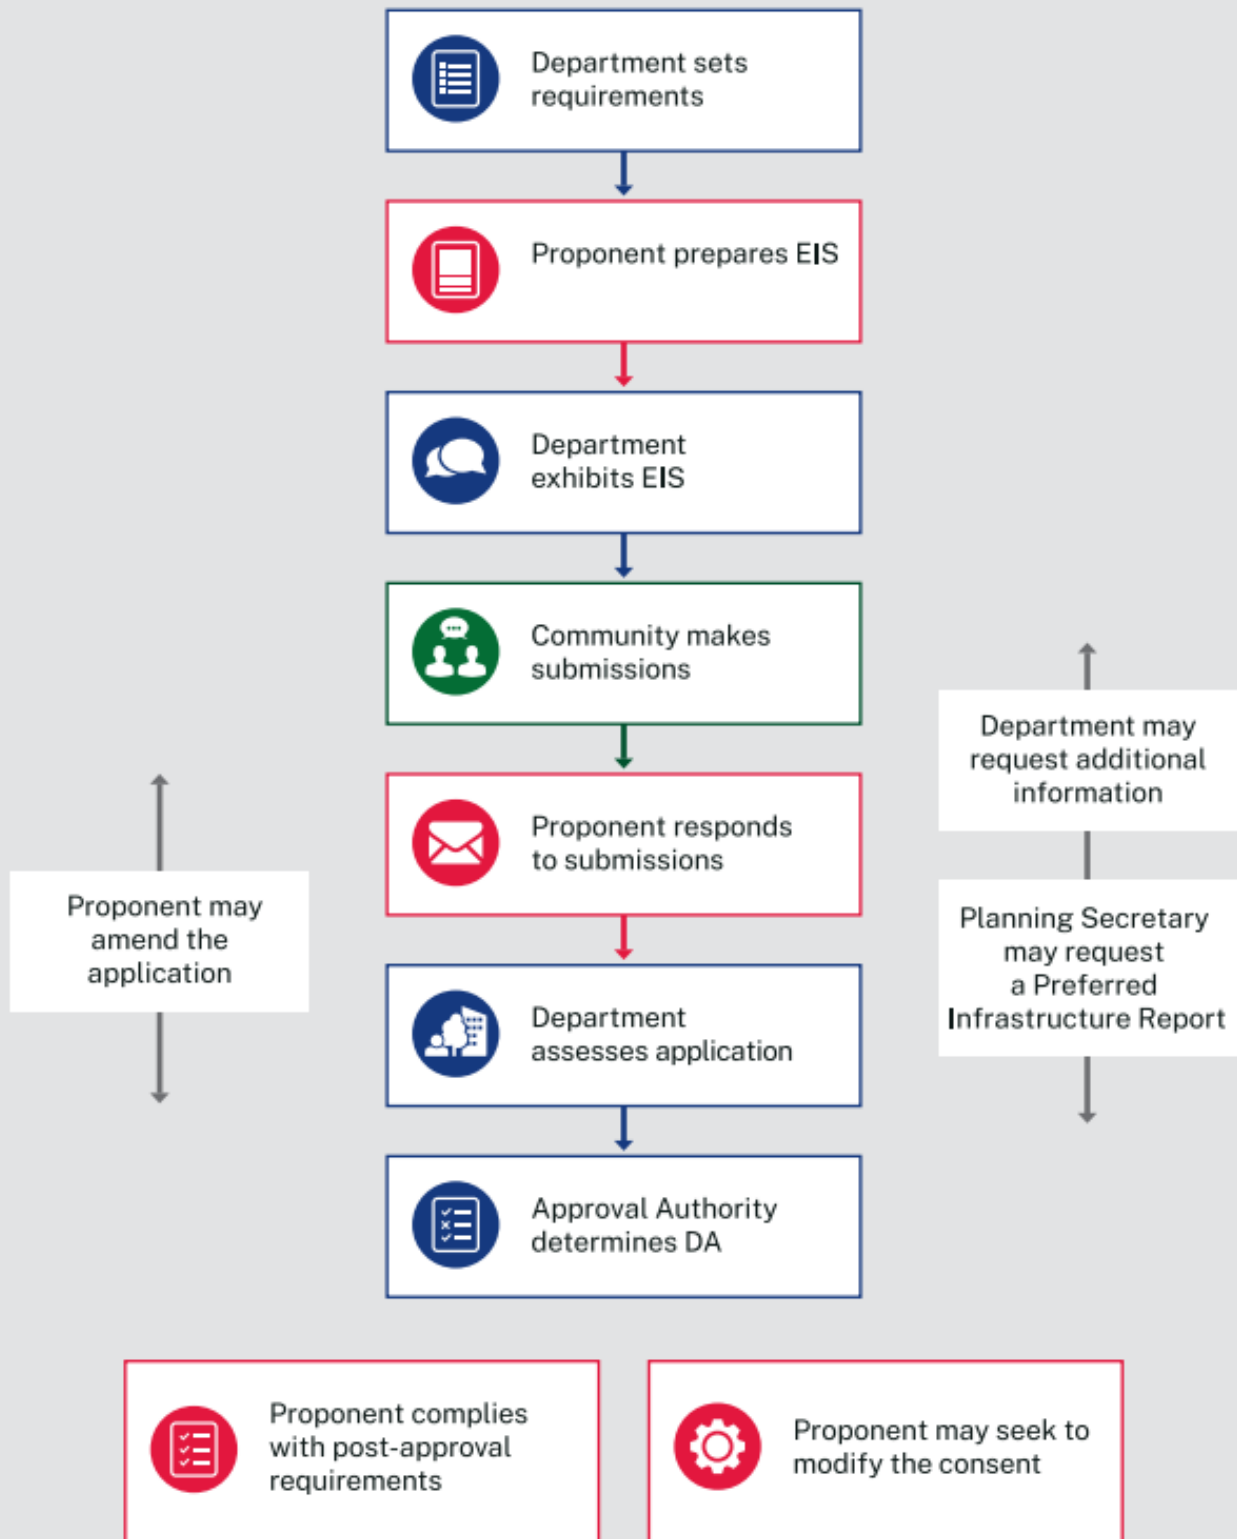 Department sets
requirements
Proponent prepares EIS
Department
exhibits EIS
Community makes
submissions
Department may
request additional
information
Proponent responds
to submissions
Proponent may
amend the
application
Planning Secretary
may request
a Preferred
Infrastructure Report
Department
assesses application
Approval Authority
determines DA
Proponent complies
with post-approval
requirements
Proponent may seek to
modify the consent